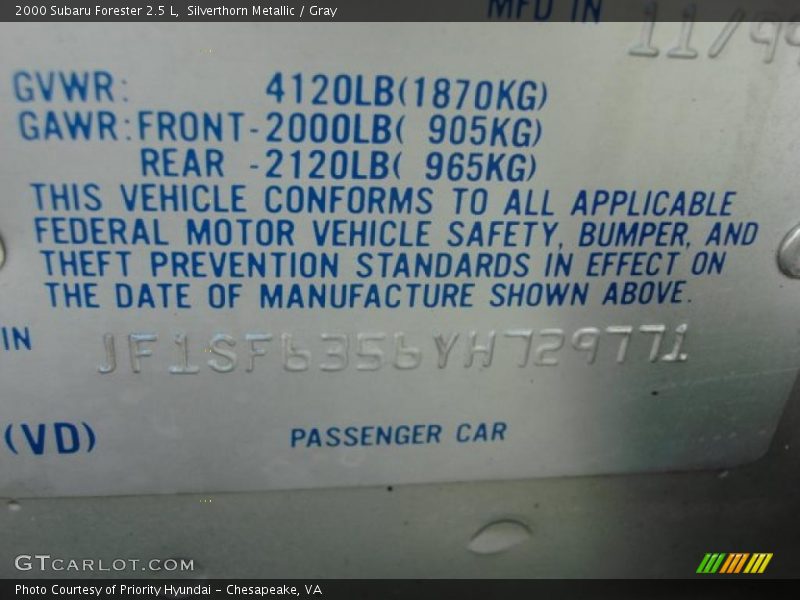 2000 Subaru Forester 2.5 L, Silverthorn Metallic / Gray
MFD IN 11/99
GVWR: 4120LB(1870KG)
GAWR:FRONT-2000LB( 905KG)
REAR -2120LB( 965KG)
THIS VEHICLE CONFORMS TO ALL APPLICABLE
FEDERAL MOTOR VEHICLE SAFETY, BUMPER, AND
THEFT PREVENTION STANDARDS IN EFFECT ON
THE DATE OF MANUFACTURE SHOWN ABOVE.
IN JF1SF6356YH729771
(VD) PASSENGER CAR
GTCARLOT.COM
Photo Courtesy of Priority Hyundai - Chesapeake, VA